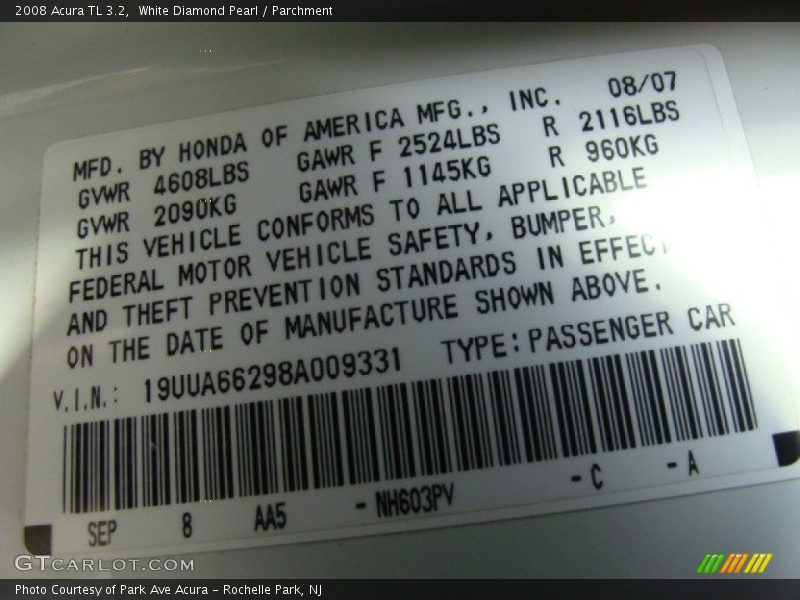 2008 Acura TL 3.2, White Diamond Pearl / Parchment
MFD. BY HONDA OF AMERICA MFG., INC. 08/07
GVWR 4608LBS GAWR F 2524LBS R 2116LBS
GVWR 2090KG GAWR F 1145KG R 960KG
THIS VEHICLE CONFORMS TO ALL APPLICABLE
FEDERAL MOTOR VEHICLE SAFETY, BUMPER,
AND THEFT PREVENTION STANDARDS IN EFFECT
ON THE DATE OF MANUFACTURE SHOWN ABOVE.
V.I.N.: 19UUA66298A009331 TYPE: PASSENGER CAR
SEP 8 AA5 - NH603PV - C - A
GTCARLOT.COM
Photo Courtesy of Park Ave Acura - Rochelle Park, NJ